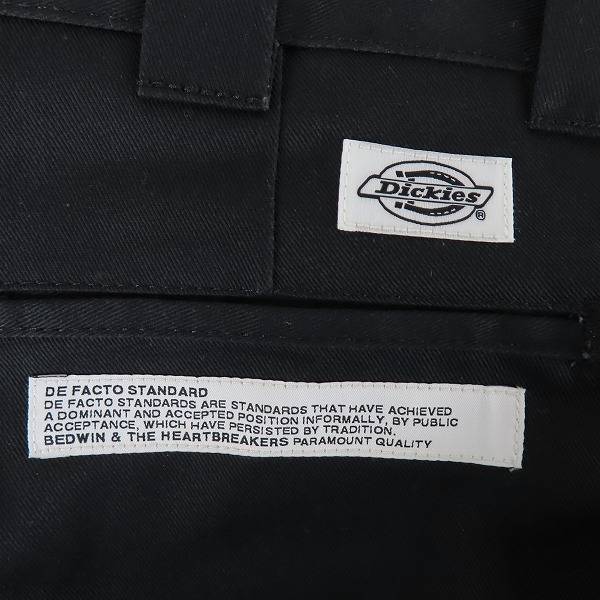 Dickies®
DE FACTO STANDARD
DE FACTO STANDARDS ARE STANDARDS THAT HAVE ACHIEVED
A DOMINANT AND ACCEPTED POSITION INFORMALLY, BY PUBLIC
ACCEPTANCE, WHICH HAVE PERSISTED BY TRADITION.
BEDWIN & THE HEARTBREAKERS PARAMOUNT QUALITY